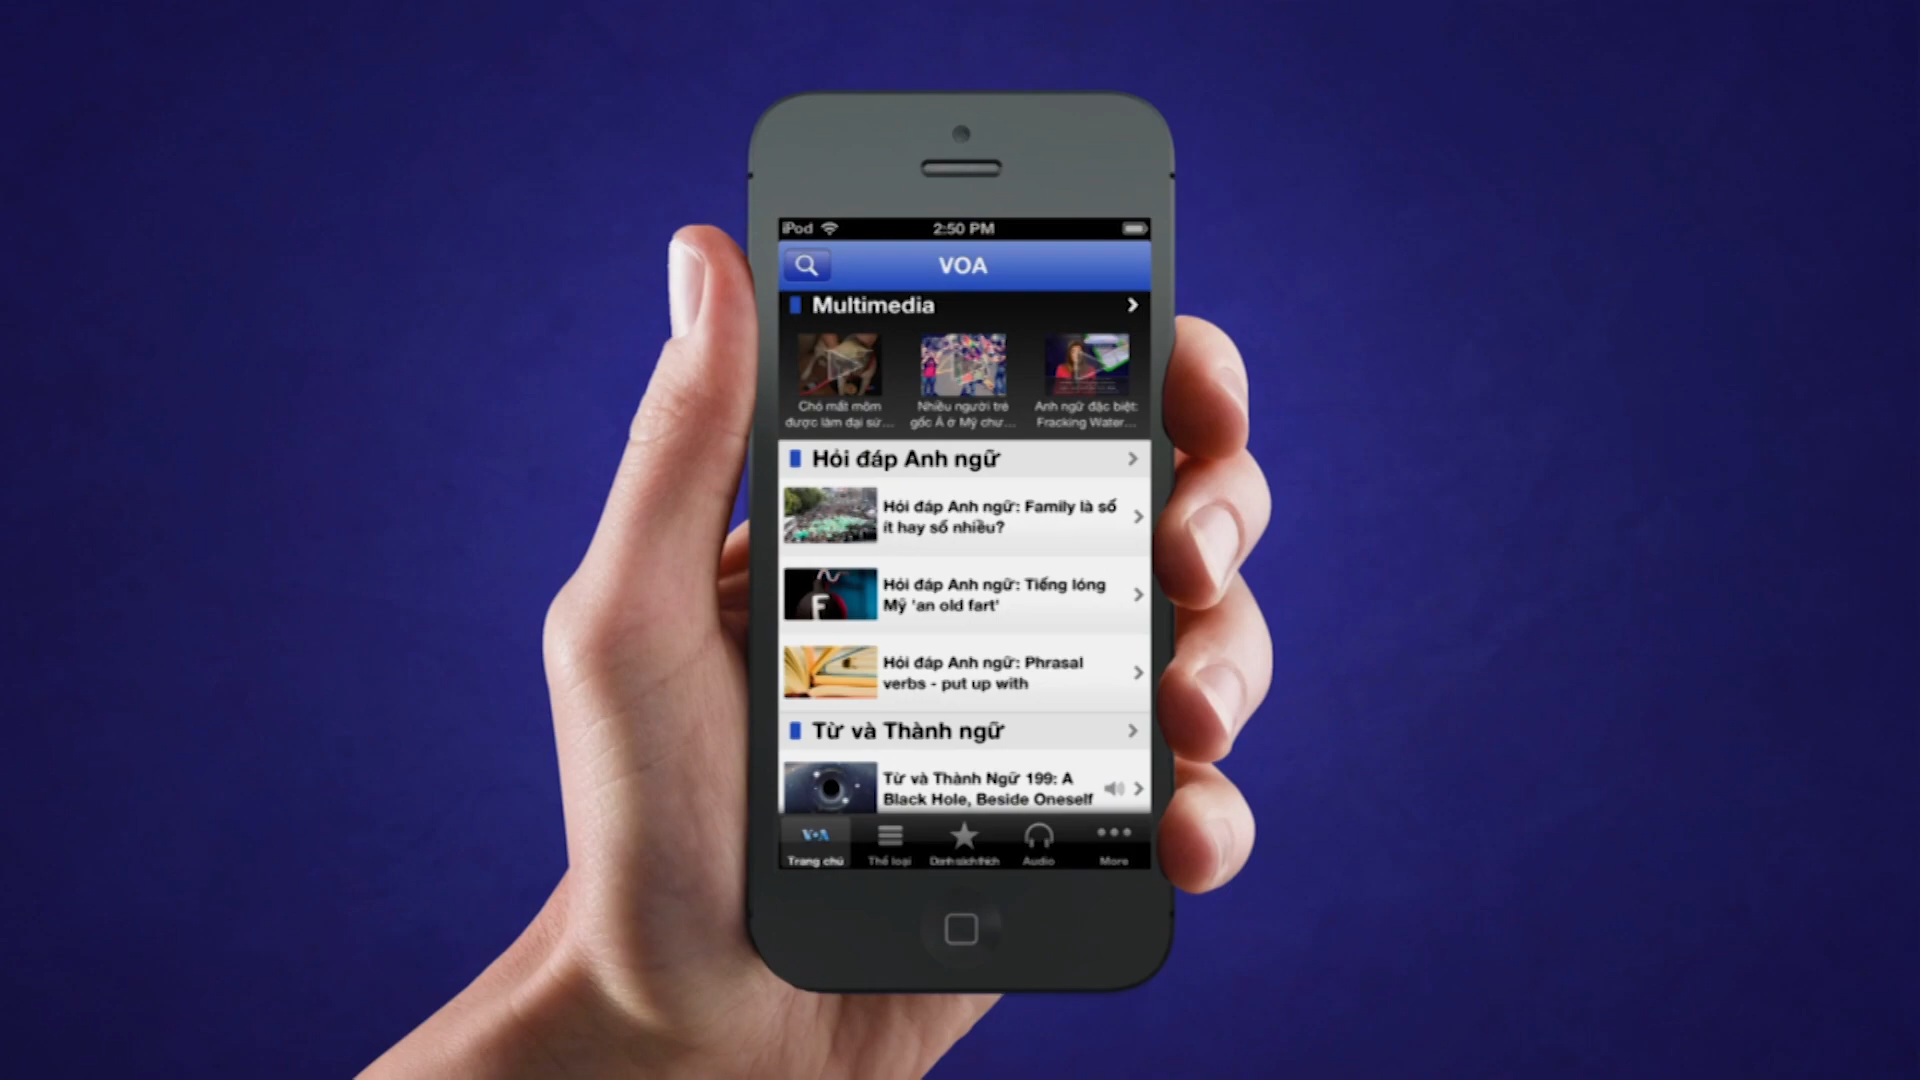 iPod
2:50 PM
VOA
Multimedia
Chó mất mõm
được làm đại sứ...
Nhiều người trẻ
gốc Á ở Mỹ chư...
Anh ngữ đặc biệt:
Fracking Water...
Hỏi đáp Anh ngữ
Hỏi đáp Anh ngữ: Family là số
ít hay số nhiều?
Hỏi đáp Anh ngữ: Tiếng lóng
Mỹ 'an old fart'
F
Hỏi đáp Anh ngữ: Phrasal
verbs - put up with
Từ và Thành ngữ
Từ và Thành Ngữ 199: A
Black Hole, Beside Oneself
VOA
Trang chủ
Thể loại
Danh sách thích
Audio
More